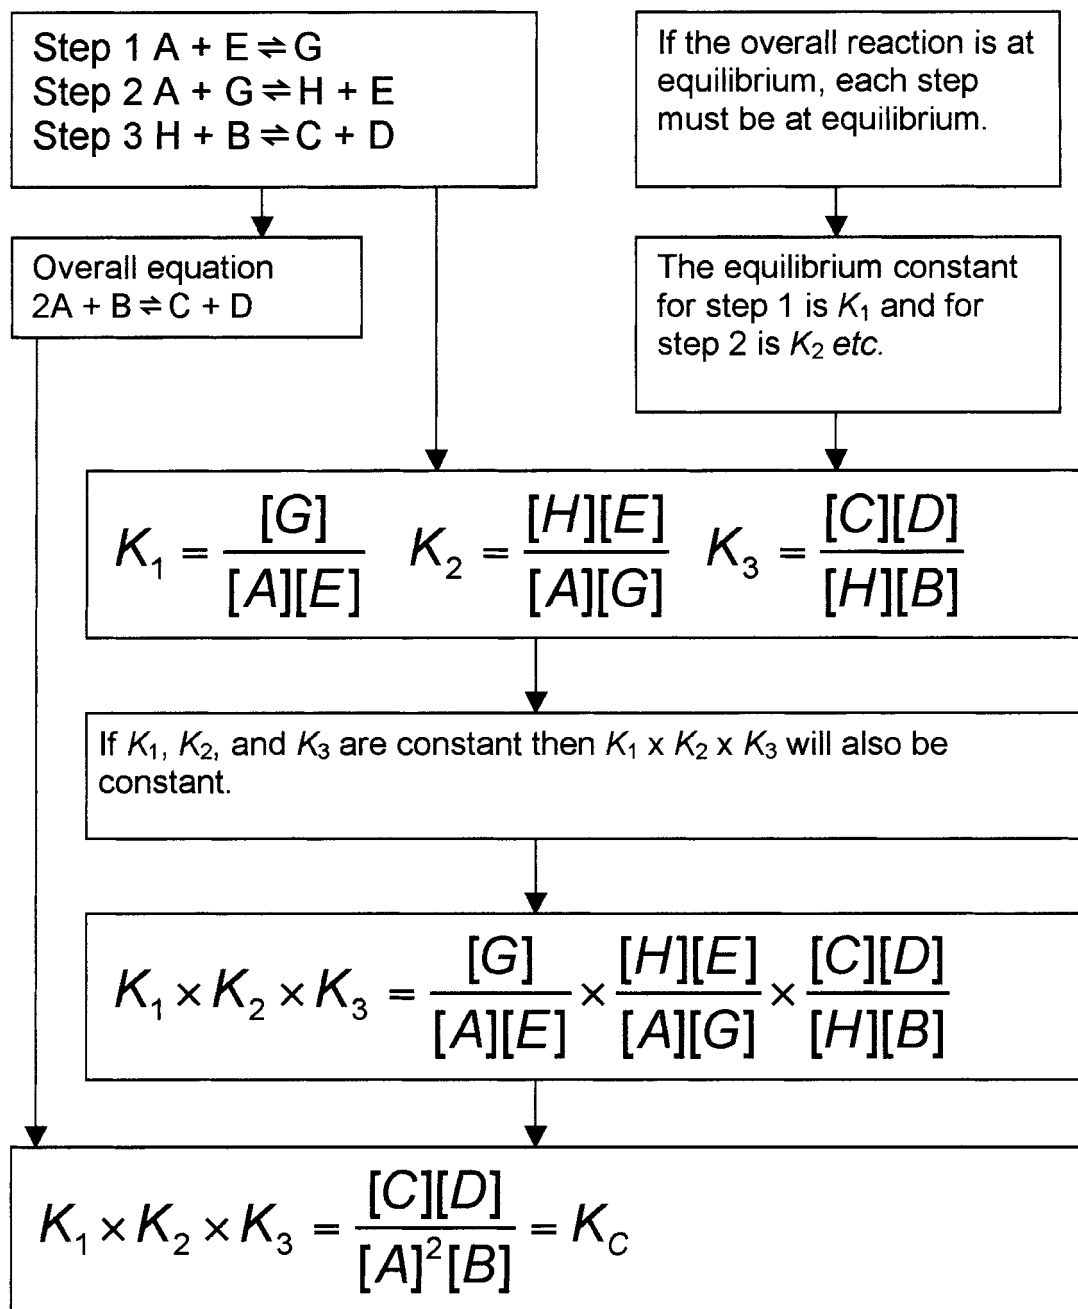 Step 1 A + E ⇌ G
Step 2 A + G ⇌ H + E
Step 3 H + B ⇌ C + D
If the overall reaction is at
equilibrium, each step
must be at equilibrium.
Overall equation
2A + B ⇌ C + D
The equilibrium constant
for step 1 is K₁ and for
step 2 is K₂ etc.
K₁ = [G] / [A][E] K₂ = [H][E] / [A][G] K₃ = [C][D] / [H][B]
If K₁, K₂, and K₃ are constant then K₁ x K₂ x K₃ will also be
constant.
K₁ × K₂ × K₃ = [G] / [A][E] × [H][E] / [A][G] × [C][D] / [H][B]
K₁ × K₂ × K₃ = [C][D] / [A]²[B] = K_C